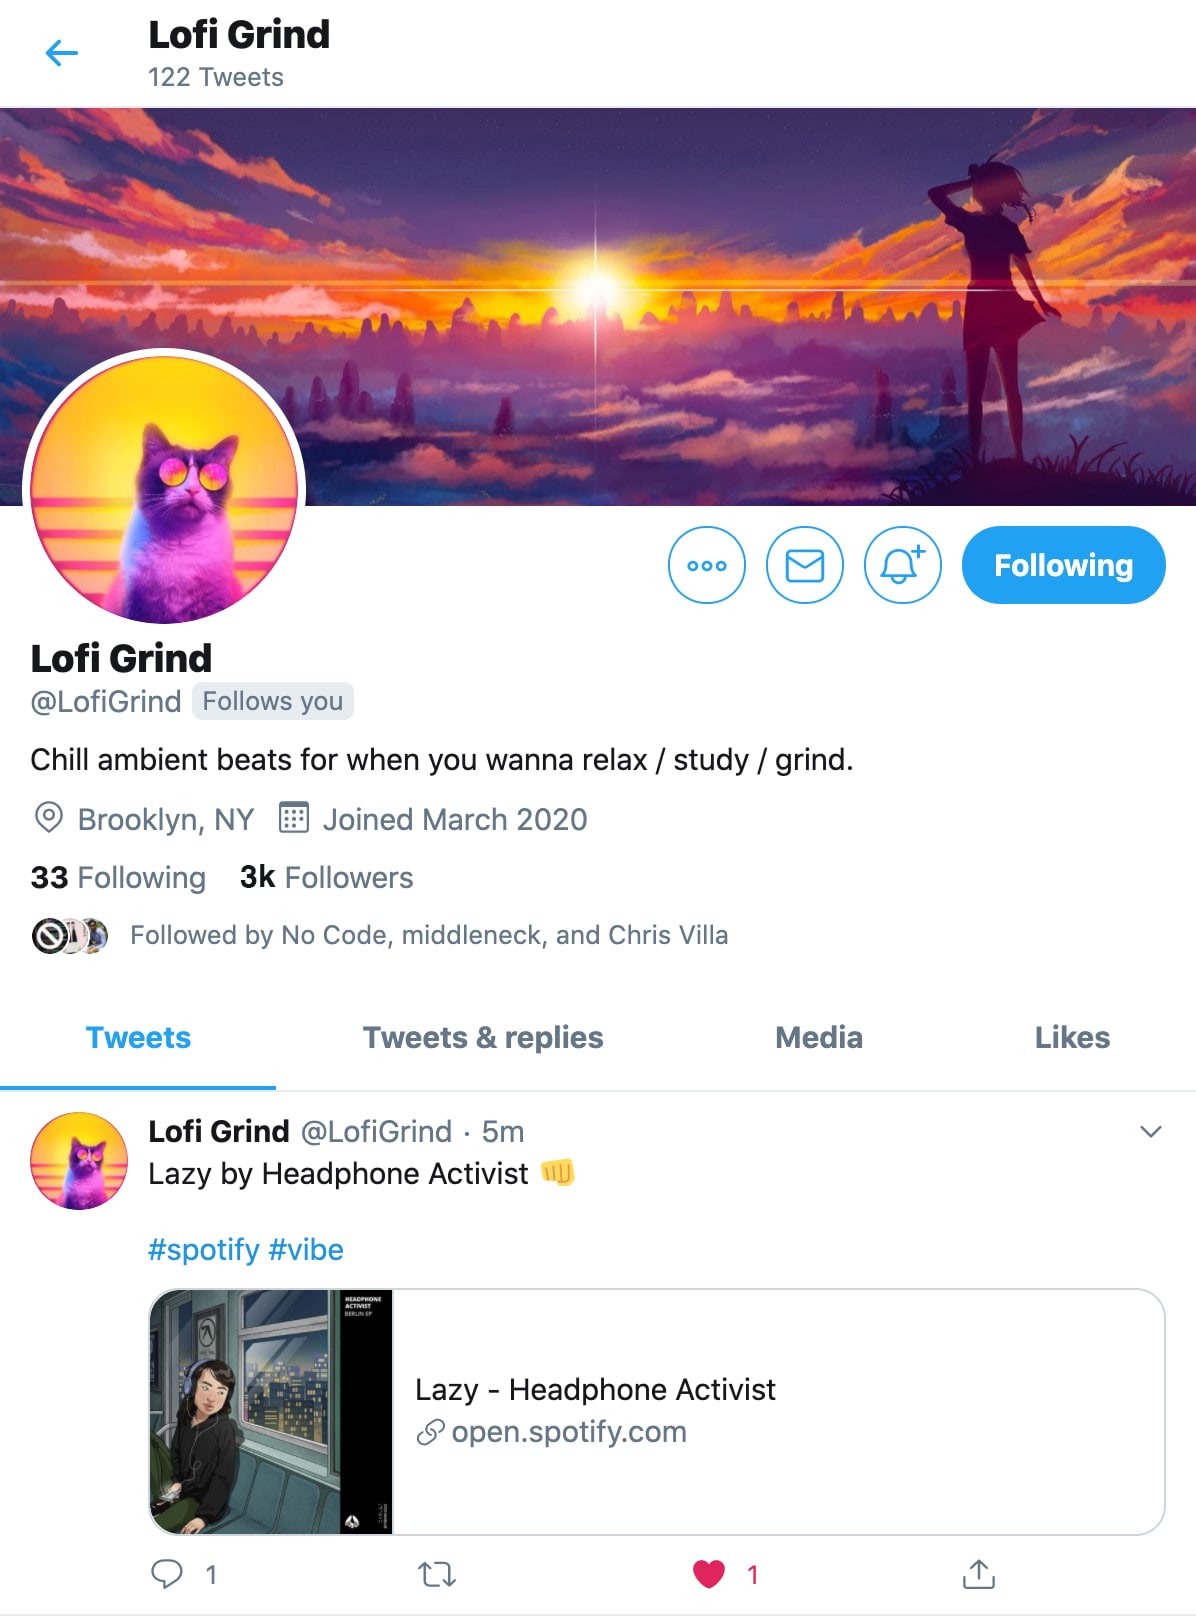 Lofi Grind
122 Tweets
Following
Lofi Grind
@LofiGrind Follows you
Chill ambient beats for when you wanna relax / study / grind.
Brooklyn, NY Joined March 2020
33 Following 3k Followers
Followed by No Code, middleneck, and Chris Villa
Tweets Tweets & replies Media Likes
Lofi Grind @LofiGrind · 5m
Lazy by Headphone Activist 👊
#spotify #vibe
HEADPHONE
ACTIVIST
BERLIN EP
Lazy - Headphone Activist
open.spotify.com
1 1